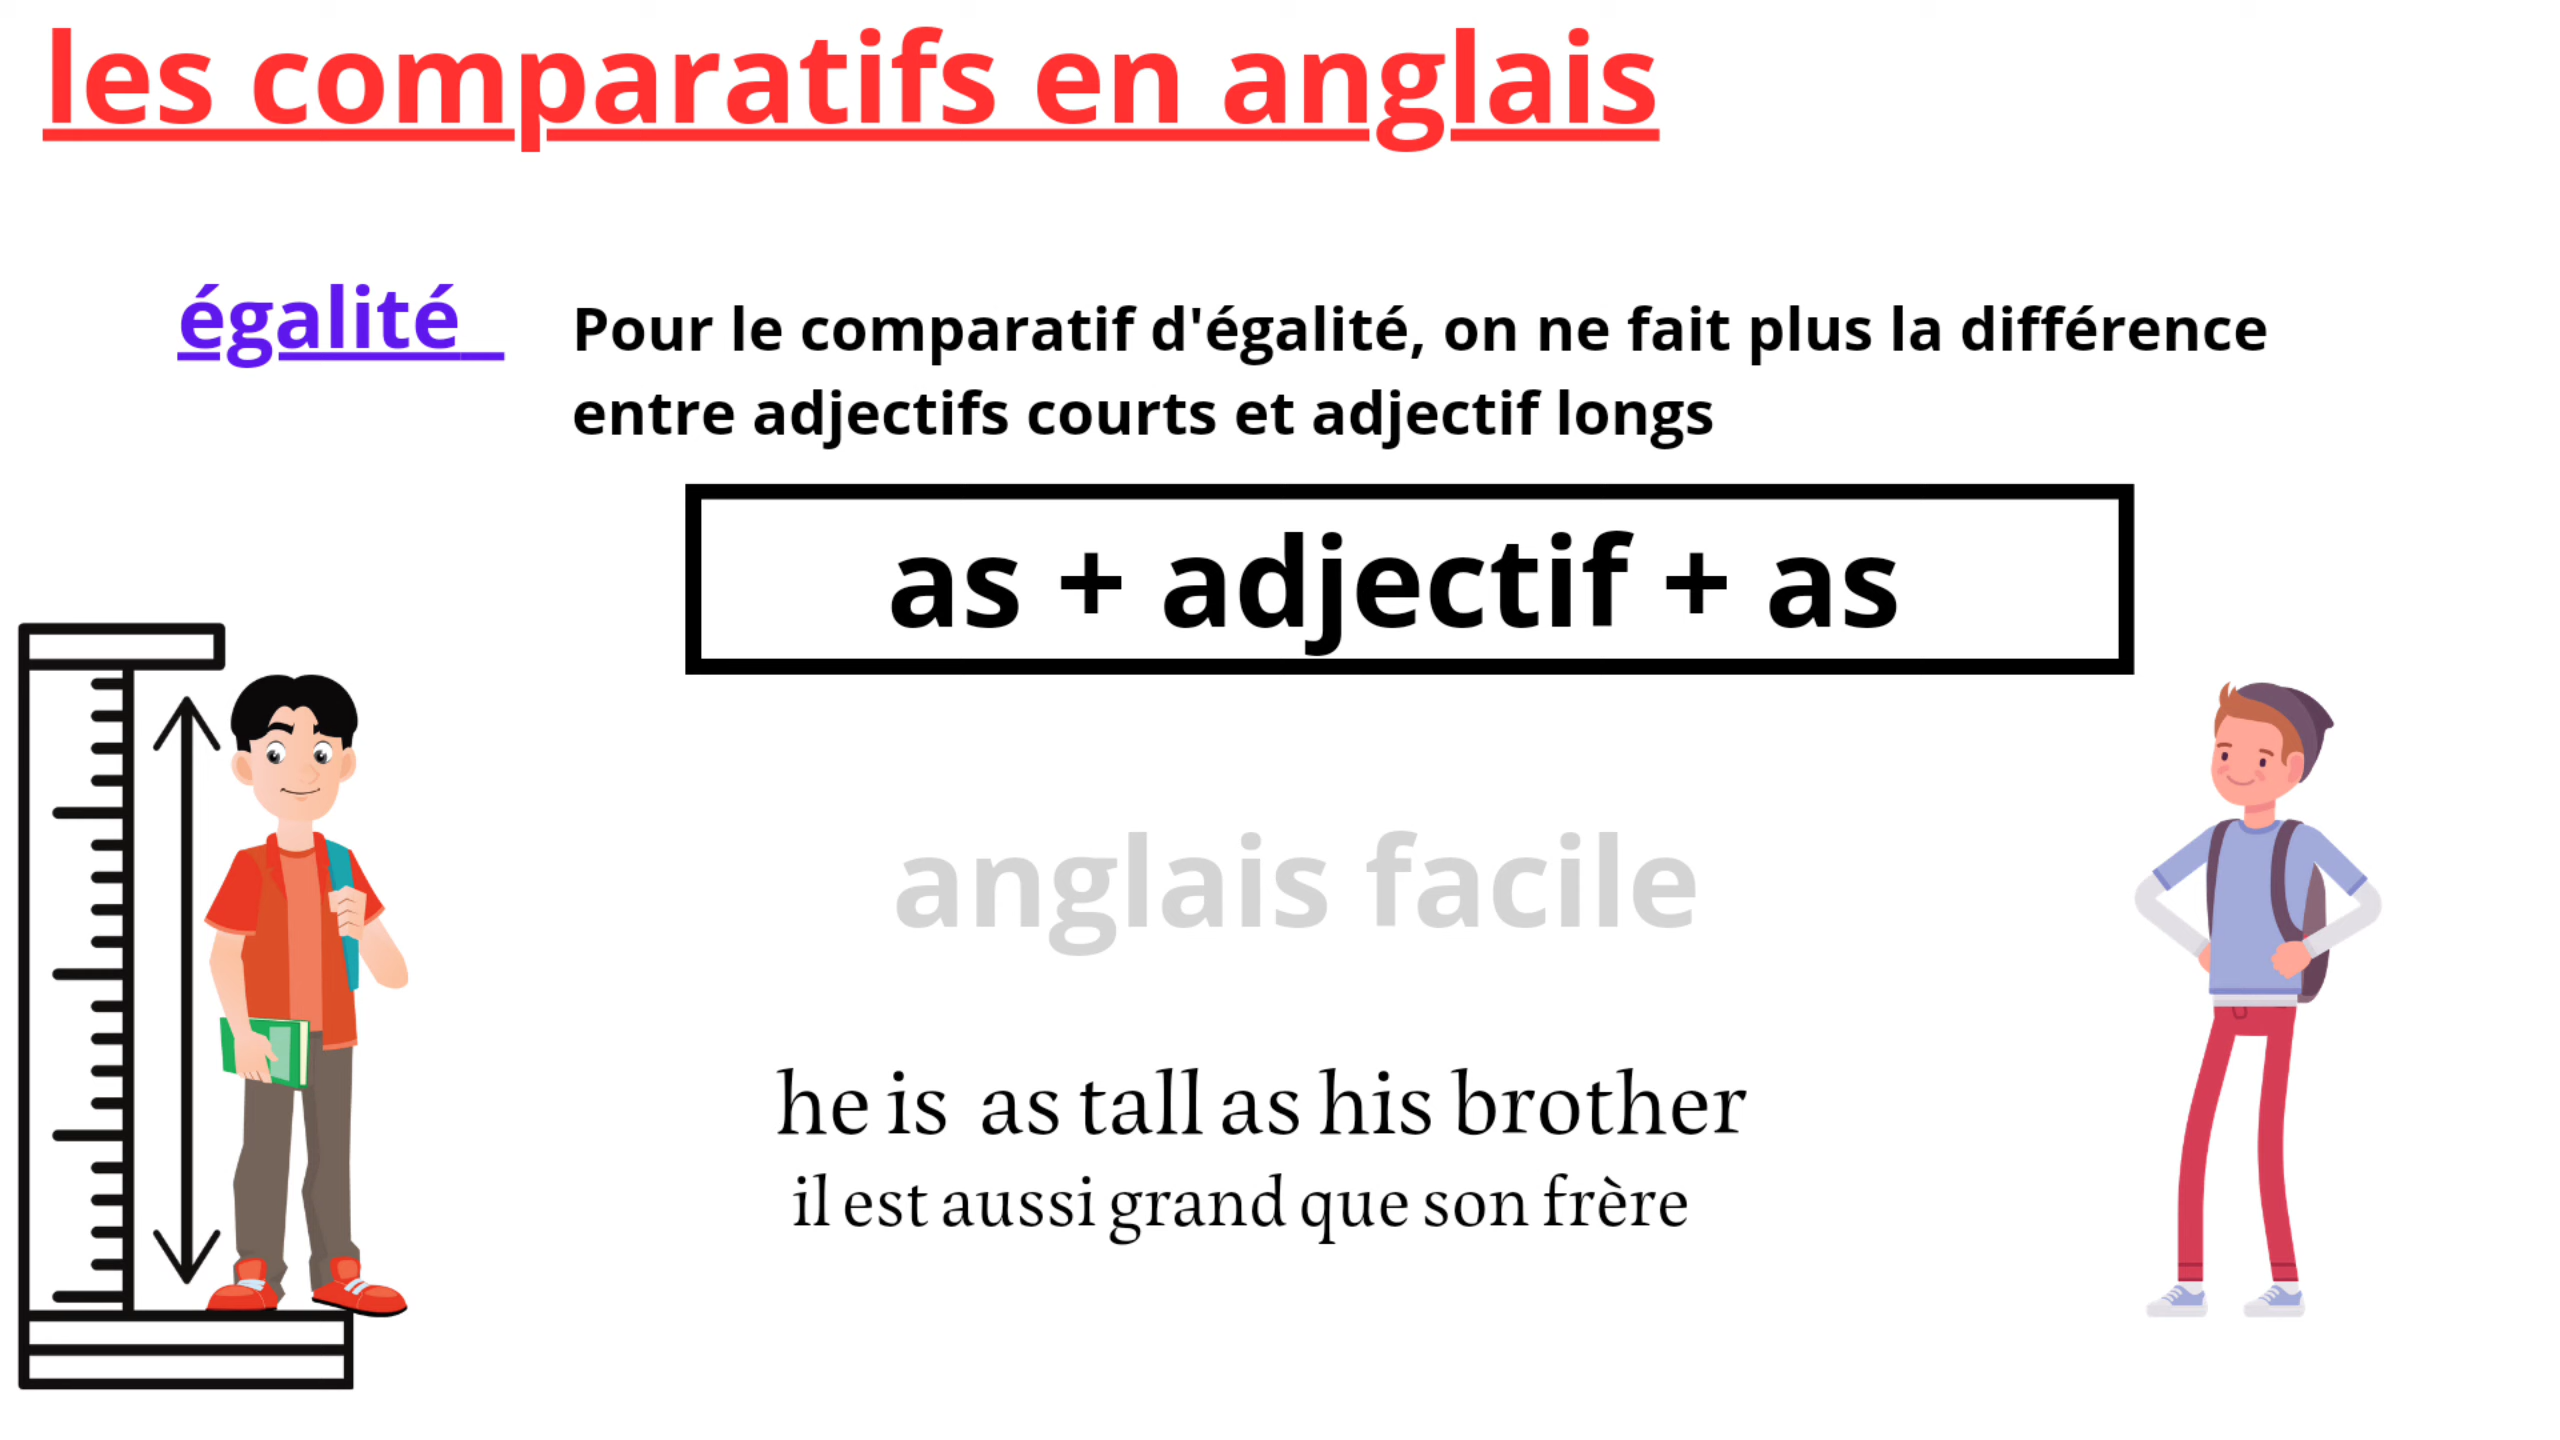 les comparatifs en anglais
égalité
Pour le comparatif d'égalité, on ne fait plus la différence
entre adjectifs courts et adjectif longs
as + adjectif + as
anglais facile
he is as tall as his brother
il est aussi grand que son frère